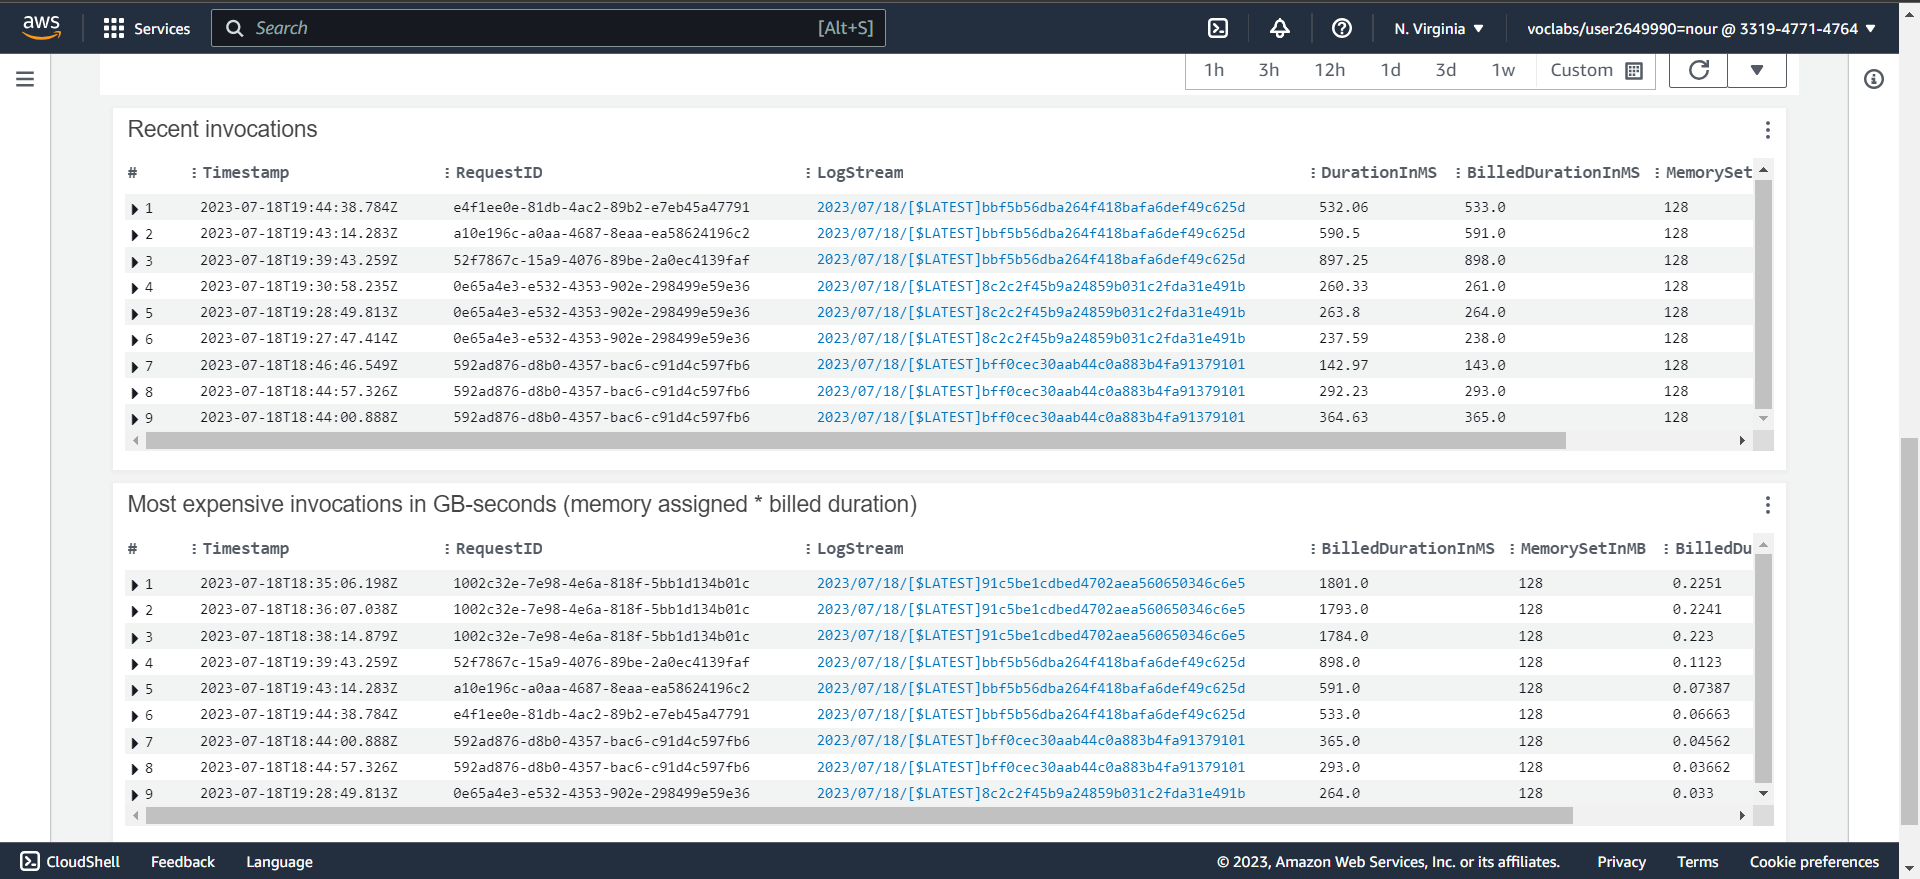 aws Services Search [Alt+S] N. Virginia voclabs/user2649990=nour @ 3319-4771-4764
1h 3h 12h 1d 3d 1w Custom
Recent invocations
# Timestamp RequestID LogStream DurationInMS BilledDurationInMS MemorySet
1 2023-07-18T19:44:38.784Z e4f1ee0e-81db-4ac2-89b2-e7eb45a47791 2023/07/18/[$LATEST]bbf5b56dba264f418bafa6def49c625d 532.06 533.0 128
2 2023-07-18T19:43:14.283Z a10e196c-a0aa-4687-8eaa-ea58624196c2 2023/07/18/[$LATEST]bbf5b56dba264f418bafa6def49c625d 590.5 591.0 128
3 2023-07-18T19:39:43.259Z 52f7867c-15a9-4076-89be-2a0ec4139faf 2023/07/18/[$LATEST]bbf5b56dba264f418bafa6def49c625d 897.25 898.0 128
4 2023-07-18T19:30:58.235Z 0e65a4e3-e532-4353-902e-298499e59e36 2023/07/18/[$LATEST]8c2c2f45b9a24859b031c2fda31e491b 260.33 261.0 128
5 2023-07-18T19:28:49.813Z 0e65a4e3-e532-4353-902e-298499e59e36 2023/07/18/[$LATEST]8c2c2f45b9a24859b031c2fda31e491b 263.8 264.0 128
6 2023-07-18T19:27:47.414Z 0e65a4e3-e532-4353-902e-298499e59e36 2023/07/18/[$LATEST]8c2c2f45b9a24859b031c2fda31e491b 237.59 238.0 128
7 2023-07-18T18:46:46.549Z 592ad876-d8b0-4357-bac6-c91d4c597fb6 2023/07/18/[$LATEST]bff0cec30aab44c0a883b4fa91379101 142.97 143.0 128
8 2023-07-18T18:44:57.326Z 592ad876-d8b0-4357-bac6-c91d4c597fb6 2023/07/18/[$LATEST]bff0cec30aab44c0a883b4fa91379101 292.23 293.0 128
9 2023-07-18T18:44:00.888Z 592ad876-d8b0-4357-bac6-c91d4c597fb6 2023/07/18/[$LATEST]bff0cec30aab44c0a883b4fa91379101 364.63 365.0 128
Most expensive invocations in GB-seconds (memory assigned * billed duration)
# Timestamp RequestID LogStream BilledDurationInMS MemorySetInMB BilledDu
1 2023-07-18T18:35:06.198Z 1002c32e-7e98-4e6a-818f-5bb1d134b01c 2023/07/18/[$LATEST]91c5be1cdbed4702aea560650346c6e5 1801.0 128 0.2251
2 2023-07-18T18:36:07.038Z 1002c32e-7e98-4e6a-818f-5bb1d134b01c 2023/07/18/[$LATEST]91c5be1cdbed4702aea560650346c6e5 1793.0 128 0.2241
3 2023-07-18T18:38:14.879Z 1002c32e-7e98-4e6a-818f-5bb1d134b01c 2023/07/18/[$LATEST]91c5be1cdbed4702aea560650346c6e5 1784.0 128 0.223
4 2023-07-18T19:39:43.259Z 52f7867c-15a9-4076-89be-2a0ec4139faf 2023/07/18/[$LATEST]bbf5b56dba264f418bafa6def49c625d 898.0 128 0.1123
5 2023-07-18T19:43:14.283Z a10e196c-a0aa-4687-8eaa-ea58624196c2 2023/07/18/[$LATEST]bbf5b56dba264f418bafa6def49c625d 591.0 128 0.07387
6 2023-07-18T19:44:38.784Z e4f1ee0e-81db-4ac2-89b2-e7eb45a47791 2023/07/18/[$LATEST]bbf5b56dba264f418bafa6def49c625d 533.0 128 0.06663
7 2023-07-18T18:44:00.888Z 592ad876-d8b0-4357-bac6-c91d4c597fb6 2023/07/18/[$LATEST]bff0cec30aab44c0a883b4fa91379101 365.0 128 0.04562
8 2023-07-18T18:44:57.326Z 592ad876-d8b0-4357-bac6-c91d4c597fb6 2023/07/18/[$LATEST]bff0cec30aab44c0a883b4fa91379101 293.0 128 0.03662
9 2023-07-18T19:28:49.813Z 0e65a4e3-e532-4353-902e-298499e59e36 2023/07/18/[$LATEST]8c2c2f45b9a24859b031c2fda31e491b 264.0 128 0.033
CloudShell Feedback Language © 2023, Amazon Web Services, Inc. or its affiliates. Privacy Terms Cookie preferences